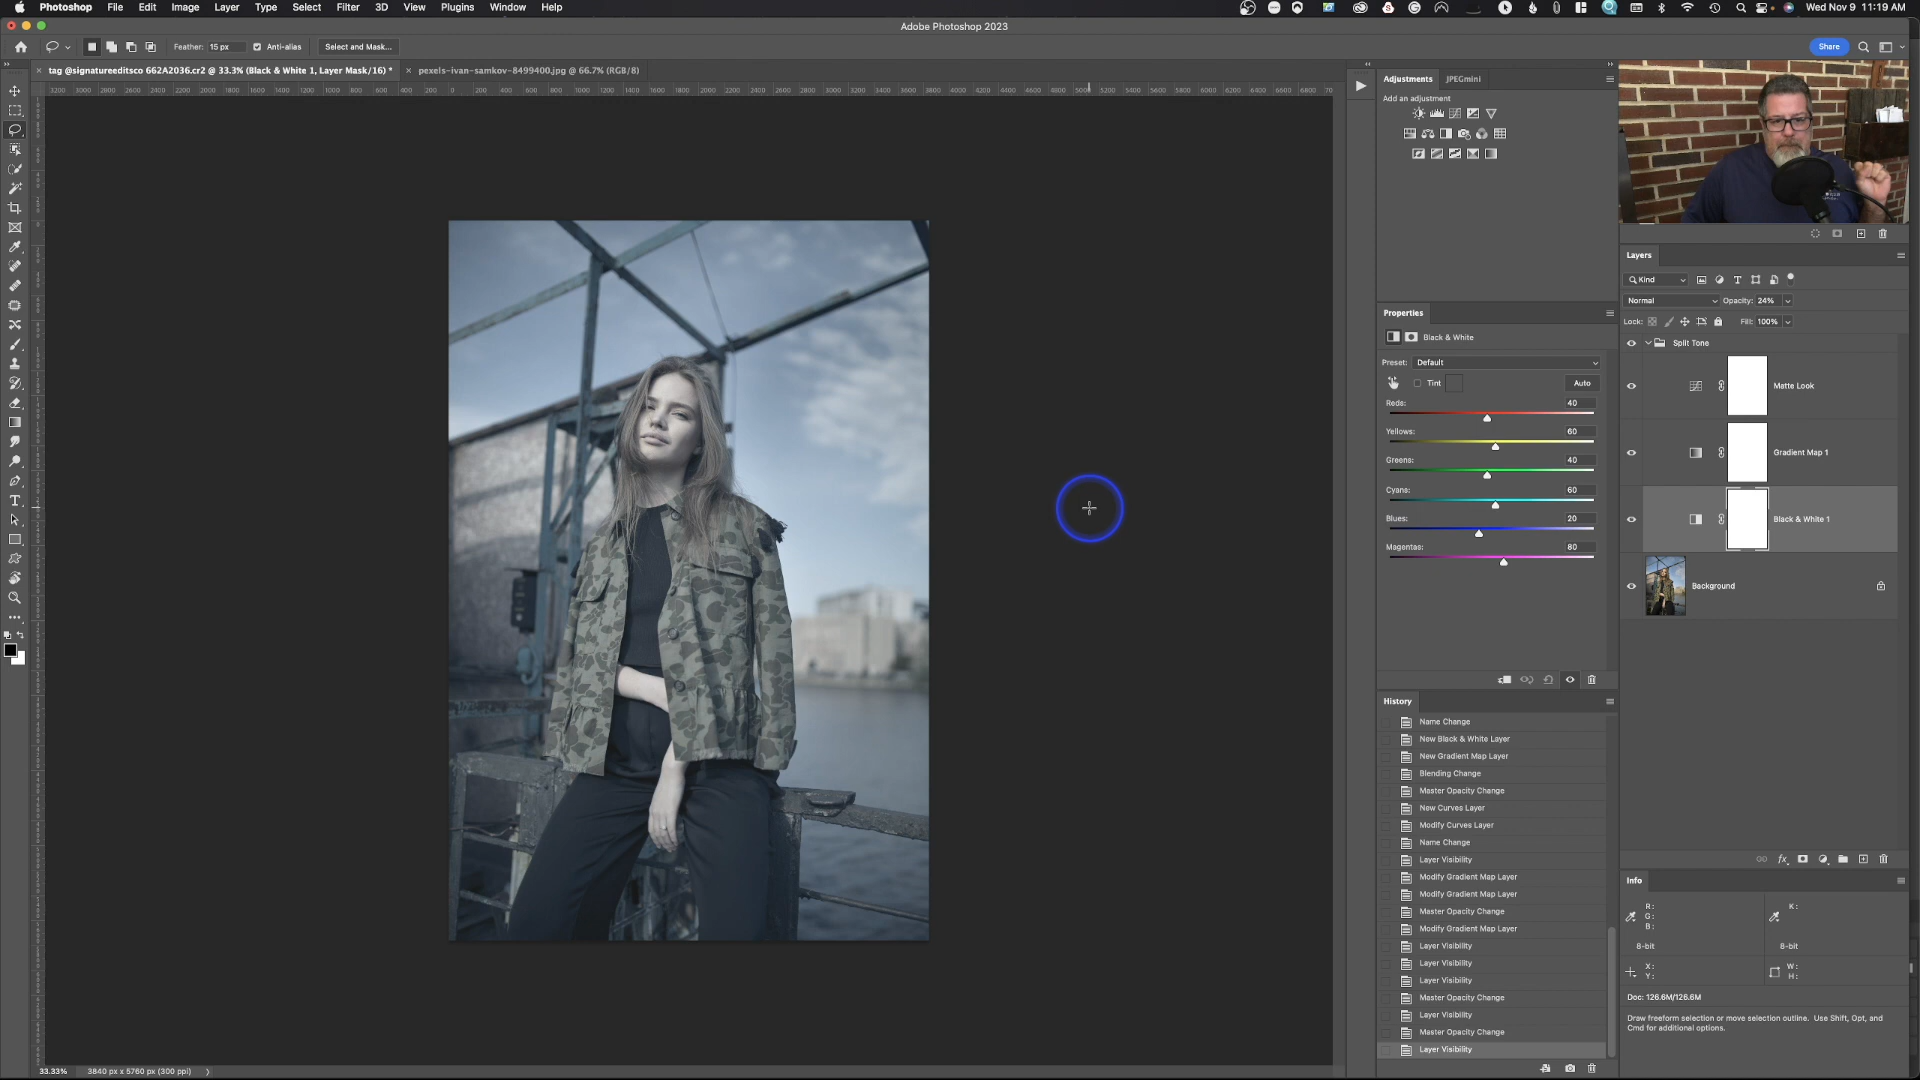 Photoshop File Edit Image Layer Type Select Filter 3D View Plugins Window Help Wed Nov 9 11:19 AM
Adobe Photoshop 2023
Feather: 15 px Anti-alias Select and Mask... Share
tag @signatureeditsco 662A2036.cr2 @ 33.3% (Black & White 1, Layer Mask/16) *
pexels-ivan-samkov-8499400.jpg @ 66.7% (RGB/8)
Adjustments JPEGmini
Add an adjustment
Properties
Black & White
Preset: Default
Tint Auto
Reds: 40
Yellows: 60
Greens: 40
Cyans: 60
Blues: 20
Magentas: 80
History
Name Change
New Black & White Layer
New Gradient Map Layer
Blending Change
Master Opacity Change
New Curves Layer
Modify Curves Layer
Name Change
Layer Visibility
Modify Gradient Map Layer
Modify Gradient Map Layer
Master Opacity Change
Modify Gradient Map Layer
Layer Visibility
Layer Visibility
Layer Visibility
Master Opacity Change
Layer Visibility
Master Opacity Change
Layer Visibility
Layers
Kind
Normal Opacity: 24%
Lock: Fill: 100%
Split Tone
Matte Look
Gradient Map 1
Black & White 1
Background
Info
R: K:
G:
B:
8-bit 8-bit
X: W:
Y: H:
Doc: 126.6M/126.6M
Draw freeform selection or move selection outline. Use Shift, Opt, and
Cmd for additional options.
33.33% 3840 px x 5760 px (300 ppi)